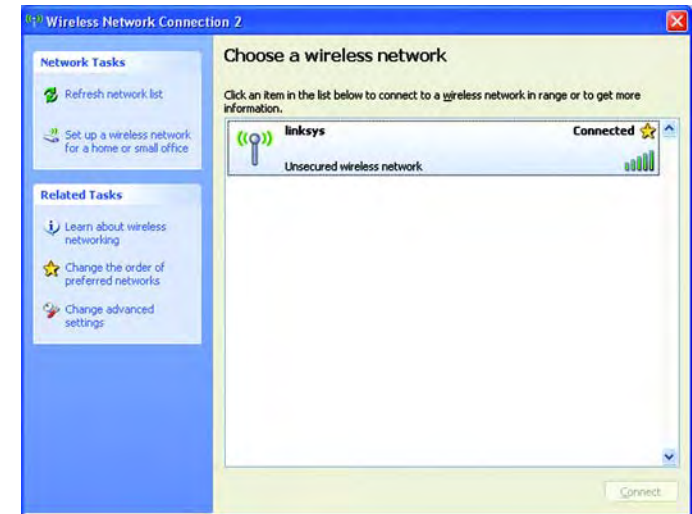 Wireless Network Connection 2
Network Tasks
Refresh network list
Set up a wireless network
for a home or small office
Related Tasks
Learn about wireless
networking
Change the order of
preferred networks
Change advanced
settings
Choose a wireless network
Click an item in the list below to connect to a wireless network in range or to get more
information.
linksys
Connected
Unsecured wireless network
Connect